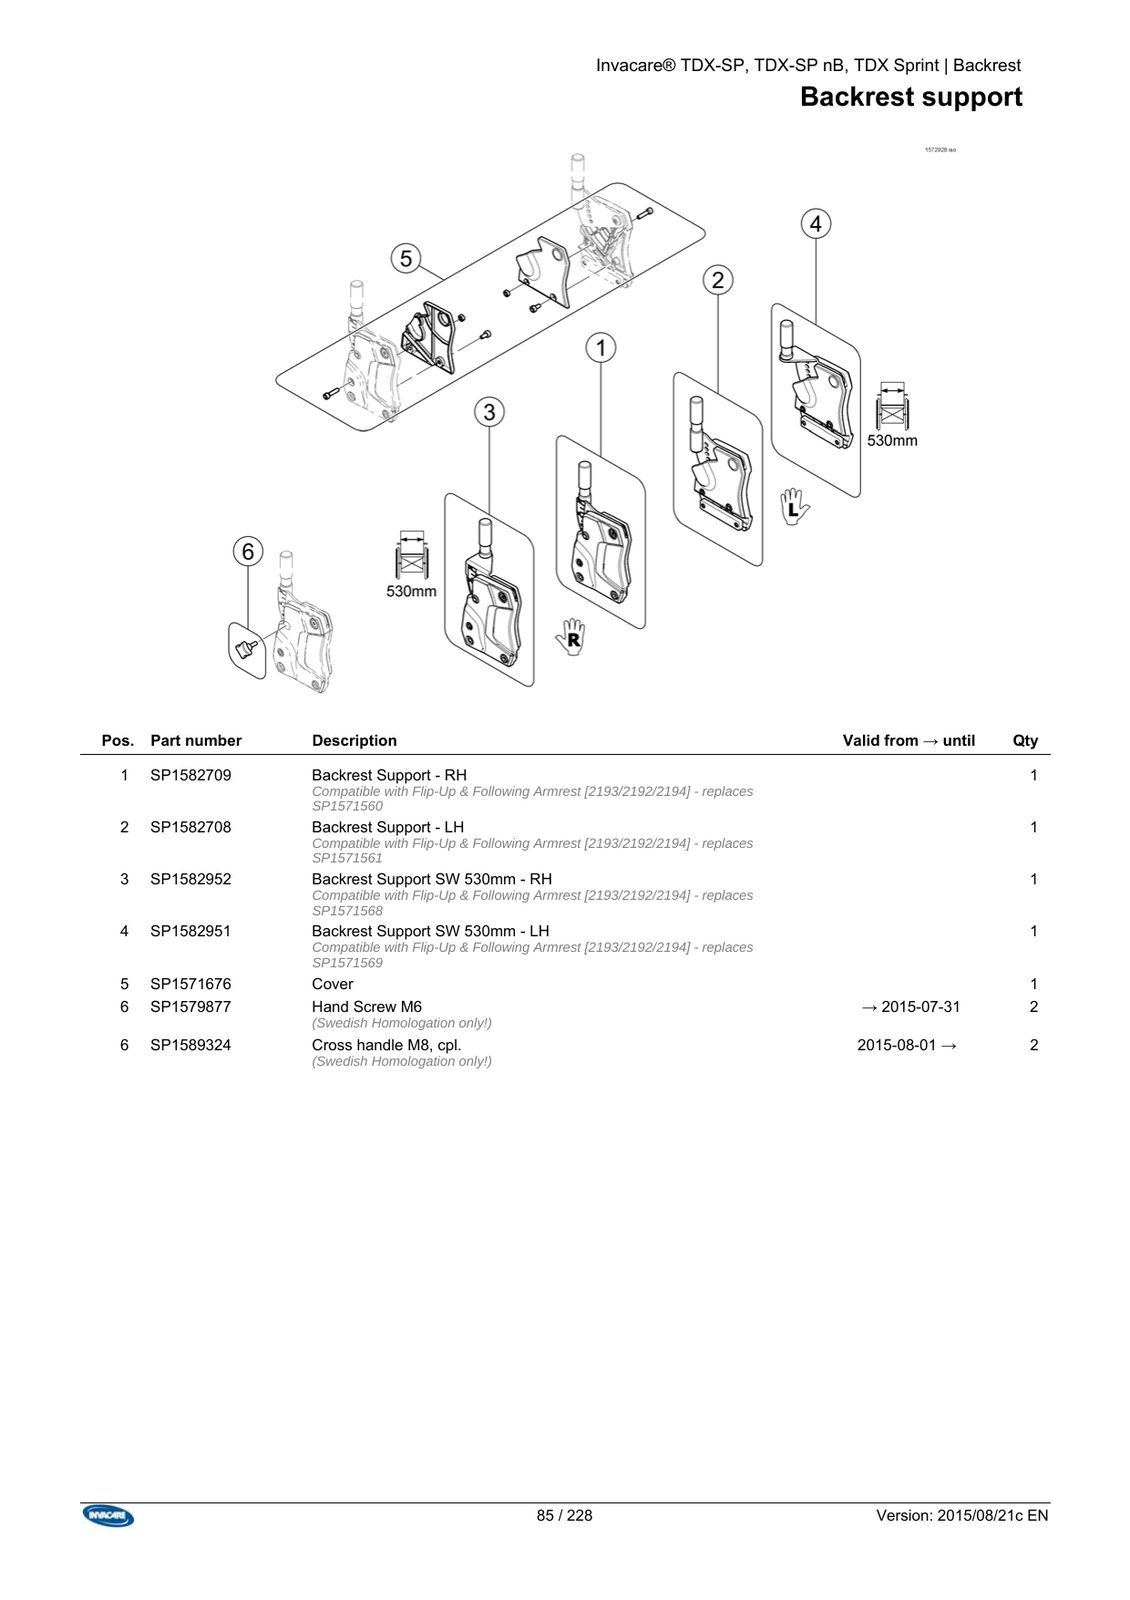 Invacare® TDX-SP, TDX-SP nB, TDX Sprint | Backrest
Backrest support
1572928 iso
4
5
2
1
3
530mm
L
6
530mm
R
Pos. Part number Description Valid from → until Qty
1 SP1582709 Backrest Support - RH 1
Compatible with Flip-Up & Following Armrest [2193/2192/2194] - replaces
SP1571560
2 SP1582708 Backrest Support - LH 1
Compatible with Flip-Up & Following Armrest [2193/2192/2194] - replaces
SP1571561
3 SP1582952 Backrest Support SW 530mm - RH 1
Compatible with Flip-Up & Following Armrest [2193/2192/2194] - replaces
SP1571568
4 SP1582951 Backrest Support SW 530mm - LH 1
Compatible with Flip-Up & Following Armrest [2193/2192/2194] - replaces
SP1571569
5 SP1571676 Cover 1
6 SP1579877 Hand Screw M6 → 2015-07-31 2
(Swedish Homologation only!)
6 SP1589324 Cross handle M8, cpl. 2015-08-01 → 2
(Swedish Homologation only!)
INVACARE 85 / 228 Version: 2015/08/21c EN